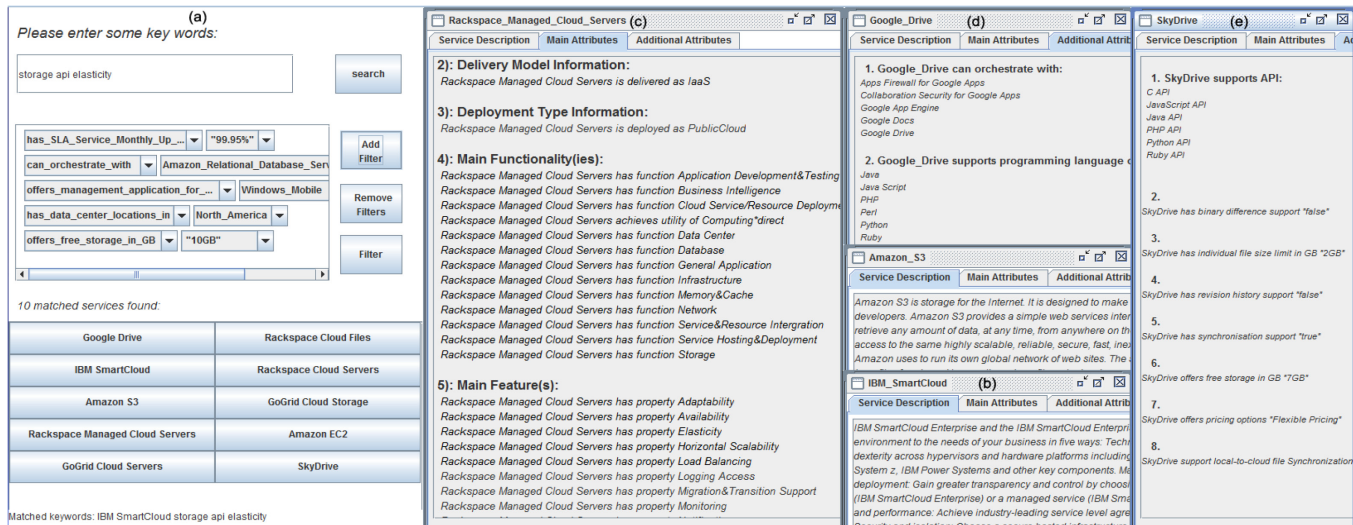 (a)
Please enter some key words:
storage api elasticity
search
has_SLA_Service_Monthly_Up_... "99.95%"
can_orchestrate_with Amazon_Relational_Database_Serv
offers_management_application_for_... Windows_Mobile
has_data_center_locations_in North_America
offers_free_storage_in_GB "10GB"
Add
Filter
Remove
Filters
Filter
10 matched services found:
Google Drive Rackspace Cloud Files
IBM SmartCloud Rackspace Cloud Servers
Amazon S3 GoGrid Cloud Storage
Rackspace Managed Cloud Servers Amazon EC2
GoGrid Cloud Servers SkyDrive
Matched keywords: IBM SmartCloud storage api elasticity
Rackspace_Managed_Cloud_Servers (c)
Service Description Main Attributes Additional Attributes
2): Delivery Model Information:
Rackspace Managed Cloud Servers is delivered as IaaS
3): Deployment Type Information:
Rackspace Managed Cloud Servers is deployed as PublicCloud
4): Main Functionality(ies):
Rackspace Managed Cloud Servers has function Application Development&Testing
Rackspace Managed Cloud Servers has function Business Intelligence
Rackspace Managed Cloud Servers has function Cloud Service/Resource Deployme
Rackspace Managed Cloud Servers achieves utility of Computing*direct
Rackspace Managed Cloud Servers has function Data Center
Rackspace Managed Cloud Servers has function Database
Rackspace Managed Cloud Servers has function General Application
Rackspace Managed Cloud Servers has function Infrastructure
Rackspace Managed Cloud Servers has function Memory&Cache
Rackspace Managed Cloud Servers has function Network
Rackspace Managed Cloud Servers has function Service&Resource Intergration
Rackspace Managed Cloud Servers has function Service Hosting&Deployment
Rackspace Managed Cloud Servers has function Storage
5): Main Feature(s):
Rackspace Managed Cloud Servers has property Adaptability
Rackspace Managed Cloud Servers has property Availability
Rackspace Managed Cloud Servers has property Elasticity
Rackspace Managed Cloud Servers has property Horizontal Scalability
Rackspace Managed Cloud Servers has property Load Balancing
Rackspace Managed Cloud Servers has property Logging Access
Rackspace Managed Cloud Servers has property Migration&Transition Support
Rackspace Managed Cloud Servers has property Monitoring
Google_Drive (d)
Service Description Main Attributes Additional Attrib
1. Google_Drive can orchestrate with:
Apps Firewall for Google Apps
Collaboration Security for Google Apps
Google App Engine
Google Docs
Google Drive
2. Google_Drive supports programming language o
Java
Java Script
PHP
Perl
Python
Ruby
Amazon_S3
Service Description Main Attributes Additional Attrib
Amazon S3 is storage for the Internet. It is designed to make
developers. Amazon S3 provides a simple web services inter
retrieve any amount of data, at any time, from anywhere on th
access to the same highly scalable, reliable, secure, fast, inex
Amazon uses to run its own global network of web sites. The a
IBM_SmartCloud (b)
Service Description Main Attributes Additional Attrib
IBM SmartCloud Enterprise and the IBM SmartCloud Enterpri
environment to the needs of your business in five ways: Techn
dexterity across hypervisors and hardware platforms including
System z, IBM Power Systems and other key components. Ma
deployment: Gain greater transparency and control by choosi
(IBM SmartCloud Enterprise) or a managed service (IBM Sma
and performance: Achieve industry-leading service level agre
SkyDrive (e)
Service Description Main Attributes Ad
1. SkyDrive supports API:
C API
JavaScript API
Java API
PHP API
Python API
Ruby API
2.
SkyDrive has binary difference support *false*
3.
SkyDrive has individual file size limit in GB *2GB*
4.
SkyDrive has revision history support *false*
5.
SkyDrive has synchronisation support *true*
6.
SkyDrive offers free storage in GB *7GB*
7.
SkyDrive offers pricing options *Flexible Pricing*
8.
SkyDrive support local-to-cloud file Synchronization